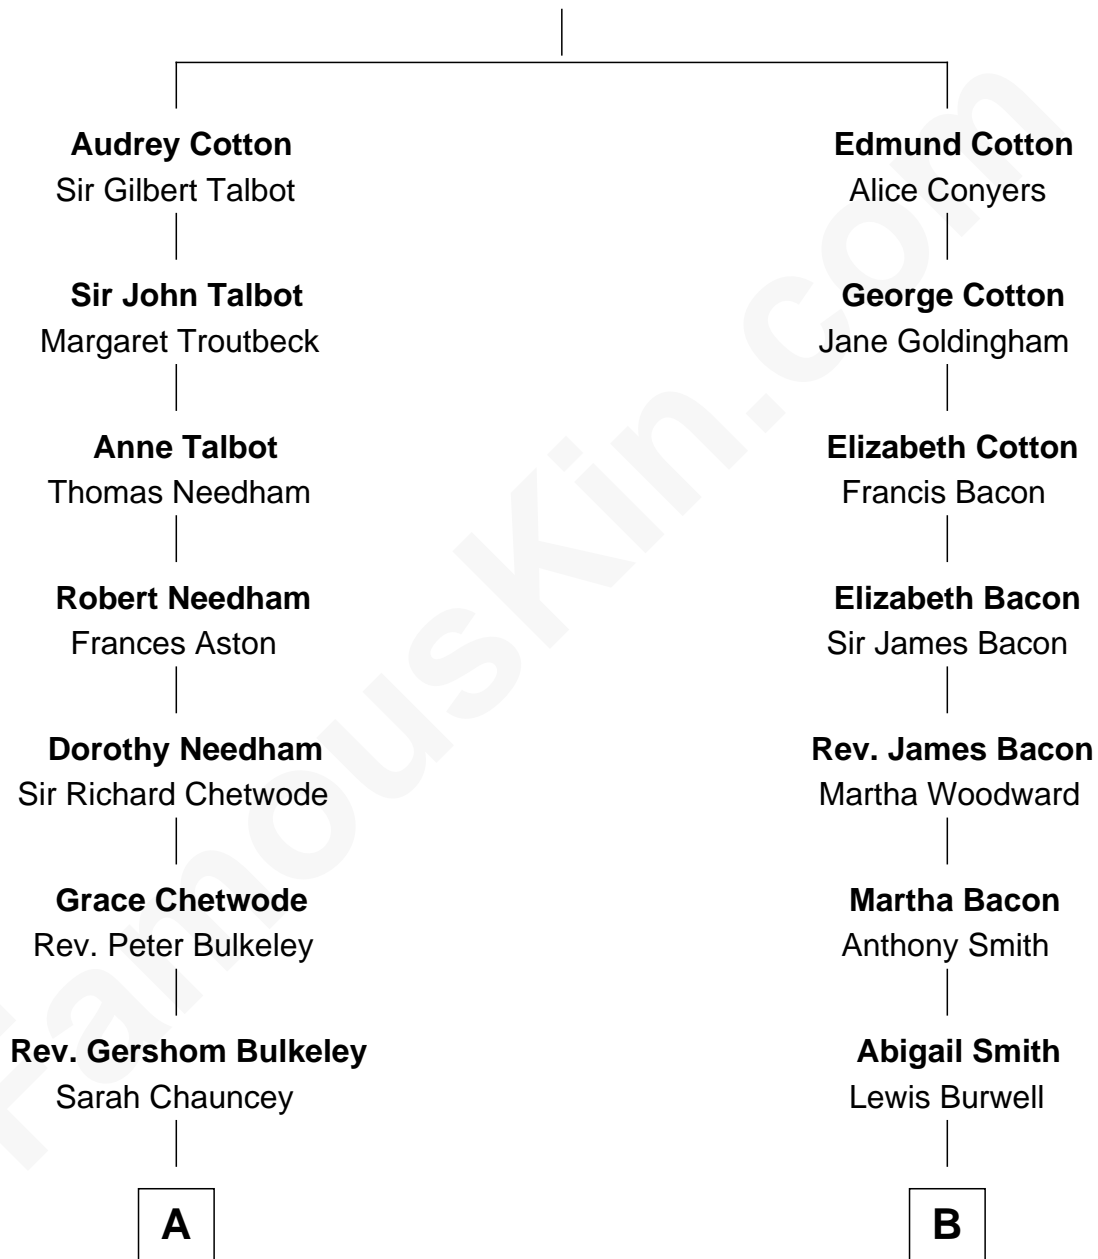 Audrey Cotton
Sir Gilbert Talbot
Edmund Cotton
Alice Conyers
Sir John Talbot
Margaret Troutbeck
George Cotton
Jane Goldingham
Anne Talbot
Thomas Needham
Elizabeth Cotton
Francis Bacon
Robert Needham
Frances Aston
Elizabeth Bacon
Sir James Bacon
Dorothy Needham
Sir Richard Chetwode
Rev. James Bacon
Martha Woodward
Grace Chetwode
Rev. Peter Bulkeley
Martha Bacon
Anthony Smith
Rev. Gershom Bulkeley
Sarah Chauncey
Abigail Smith
Lewis Burwell
A
B
FamousKin.com